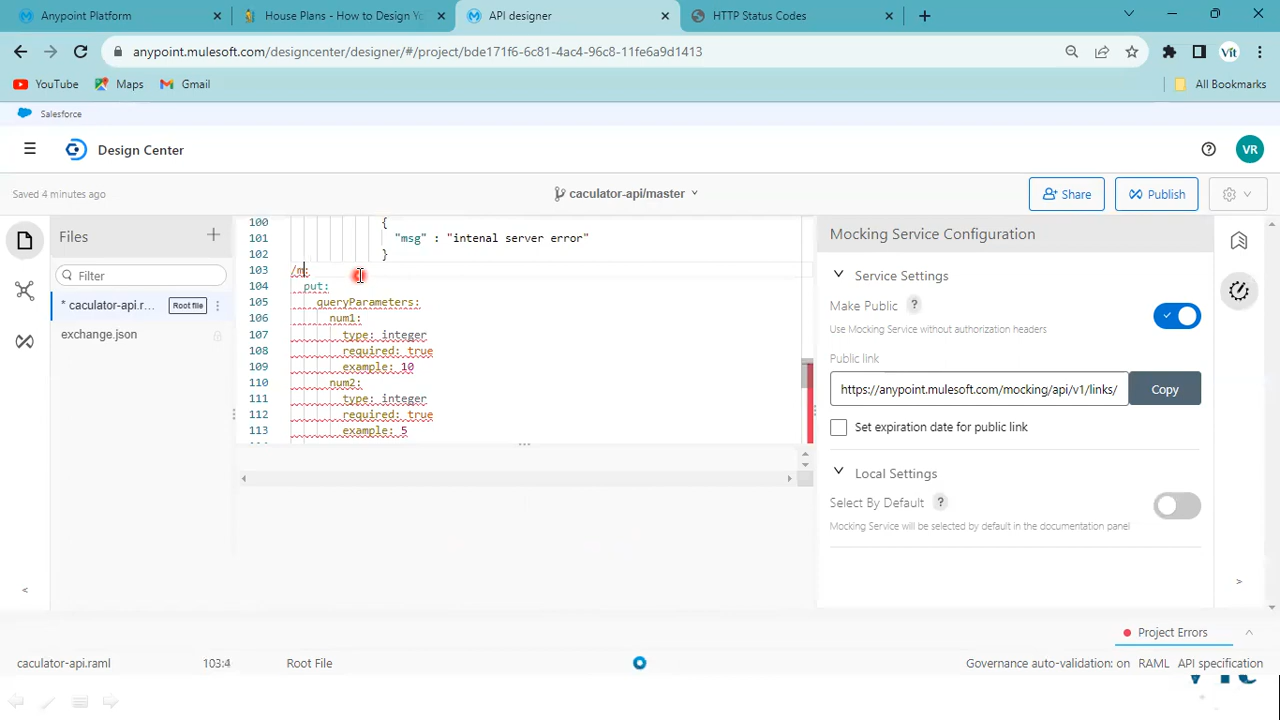 Anypoint Platform
House Plans - How to Design Yo
API designer
HTTP Status Codes
anypoint.mulesoft.com/designcenter/designer/#/project/bde171f6-6c81-4ac4-96c8-11fe6a9d1413
Vít
YouTube
Maps
Gmail
All Bookmarks
Salesforce
Design Center
VR
Saved 4 minutes ago
caculator-api/master
Share
Publish
Files
Filter
* caculator-api.r...
Root file
exchange.json
100 {
101 "msg" : "intenal server error"
102 }
103 /m:
104 put:
105 queryParameters:
106 num1:
107 type: integer
108 required: true
109 example: 10
110 num2:
111 type: integer
112 required: true
113 example: 5
Mocking Service Configuration
Service Settings
Make Public
Use Mocking Service without authorization headers
Public link
https://anypoint.mulesoft.com/mocking/api/v1/links/
Copy
Set expiration date for public link
Local Settings
Select By Default
Mocking Service will be selected by default in the documentation panel
Project Errors
caculator-api.raml
103:4
Root File
Governance auto-validation: on
RAML
API specification